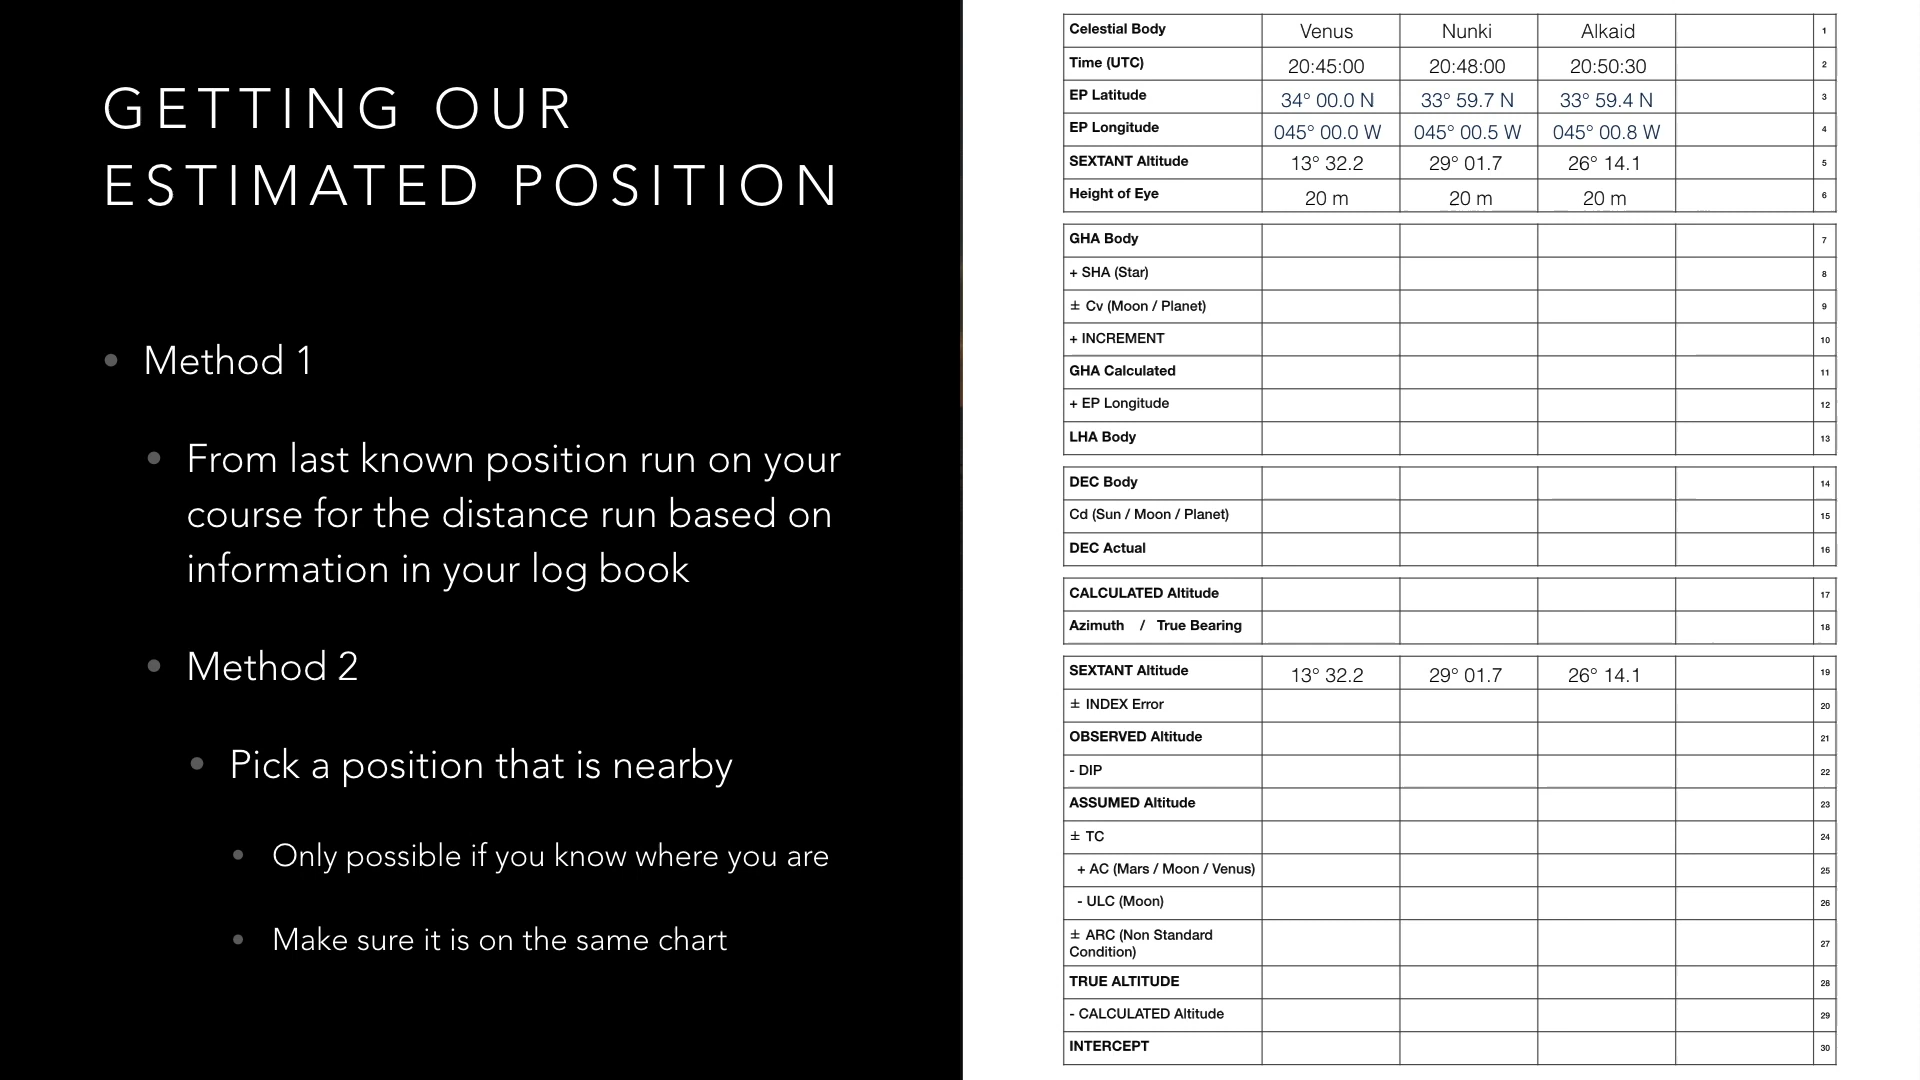 GETTING OUR
ESTIMATED POSITION
• Method 1
• From last known position run on your
course for the distance run based on
information in your log book
• Method 2
• Pick a position that is nearby
• Only possible if you know where you are
• Make sure it is on the same chart
Celestial Body Venus Nunki Alkaid 1
Time (UTC) 20:45:00 20:48:00 20:50:30 2
EP Latitude 34° 00.0 N 33° 59.7 N 33° 59.4 N 3
EP Longitude 045° 00.0 W 045° 00.5 W 045° 00.8 W 4
SEXTANT Altitude 13° 32.2 29° 01.7 26° 14.1 5
Height of Eye 20 m 20 m 20 m 6
GHA Body 7
+ SHA (Star) 8
± Cv (Moon / Planet) 9
+ INCREMENT 10
GHA Calculated 11
+ EP Longitude 12
LHA Body 13
DEC Body 14
Cd (Sun / Moon / Planet) 15
DEC Actual 16
CALCULATED Altitude 17
Azimuth / True Bearing 18
SEXTANT Altitude 13° 32.2 29° 01.7 26° 14.1 19
± INDEX Error 20
OBSERVED Altitude 21
- DIP 22
ASSUMED Altitude 23
± TC 24
+ AC (Mars / Moon / Venus) 25
- ULC (Moon) 26
± ARC (Non Standard
Condition) 27
TRUE ALTITUDE 28
- CALCULATED Altitude 29
INTERCEPT 30